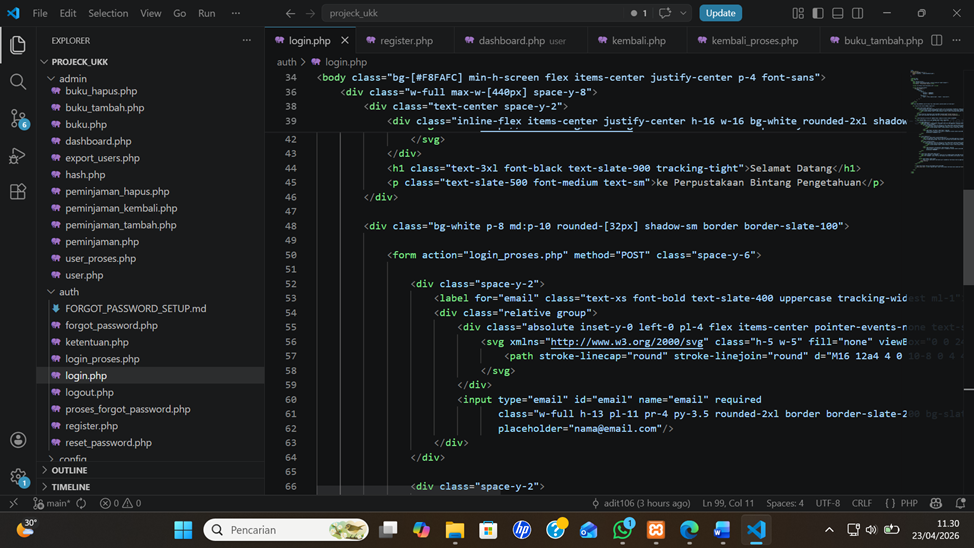 File Edit Selection View Go Run ··· projeck_ukk 1 Update
EXPLORER ···
login.php register.php dashboard.php user kembali.php kembali_proses.php buku_tambah.php ···
auth > login.php
PROJECK_UKK
admin
buku_hapus.php
buku_tambah.php
buku.php
dashboard.php
export_users.php
hash.php
peminjaman_hapus.php
peminjaman_kembali.php
peminjaman_tambah.php
peminjaman.php
user_proses.php
user.php
auth
FORGOT_PASSWORD_SETUP.md
forgot_password.php
ketentuan.php
login_proses.php
login.php
logout.php
proses_forgot_password.php
register.php
reset_password.php
config
OUTLINE
TIMELINE
6
1
34 <body class="bg-[#F8FAFC] min-h-screen flex items-center justify-center p-4 font-sans">
36 <div class="w-full max-w-[440px] space-y-8">
38 <div class="text-center space-y-2">
39 <div class="inline-flex items-center justify-center h-16 w-16 bg-white rounded-2xl shadow
42 </svg>
43 </div>
44 <h1 class="text-3xl font-black text-slate-900 tracking-tight">Selamat Datang</h1>
45 <p class="text-slate-500 font-medium text-sm">ke Perpustakaan Bintang Pengetahuan</p>
46 </div>
47
48 <div class="bg-white p-8 md:p-10 rounded-[32px] shadow-sm border border-slate-100">
49
50 <form action="login_proses.php" method="POST" class="space-y-6">
51
52 <div class="space-y-2">
53 <label for="email" class="text-xs font-bold text-slate-400 uppercase tracking-widest ml-1"
54 <div class="relative group">
55 <div class="absolute inset-y-0 left-0 pl-4 flex items-center pointer-events-none
56 <svg xmlns="http://www.w3.org/2000/svg" class="h-5 w-5" fill="none"
57 <path stroke-linecap="round" stroke-linejoin="round" d="M16 12a4 4 0
58 </svg>
59 </div>
60 <input type="email" id="email" name="email" required
61 class="w-full h-13 pl-11 pr-4 py-3.5 rounded-2xl border
62 placeholder="nama@email.com"/>
63 </div>
64 </div>
65
66 <div class="space-y-2">
main* 0 0 adit106 (3 hours ago) Ln 99, Col 11 Spaces: 4 UTF-8 CRLF {} PHP
30° Pencarian 1 11.30
23/04/2026